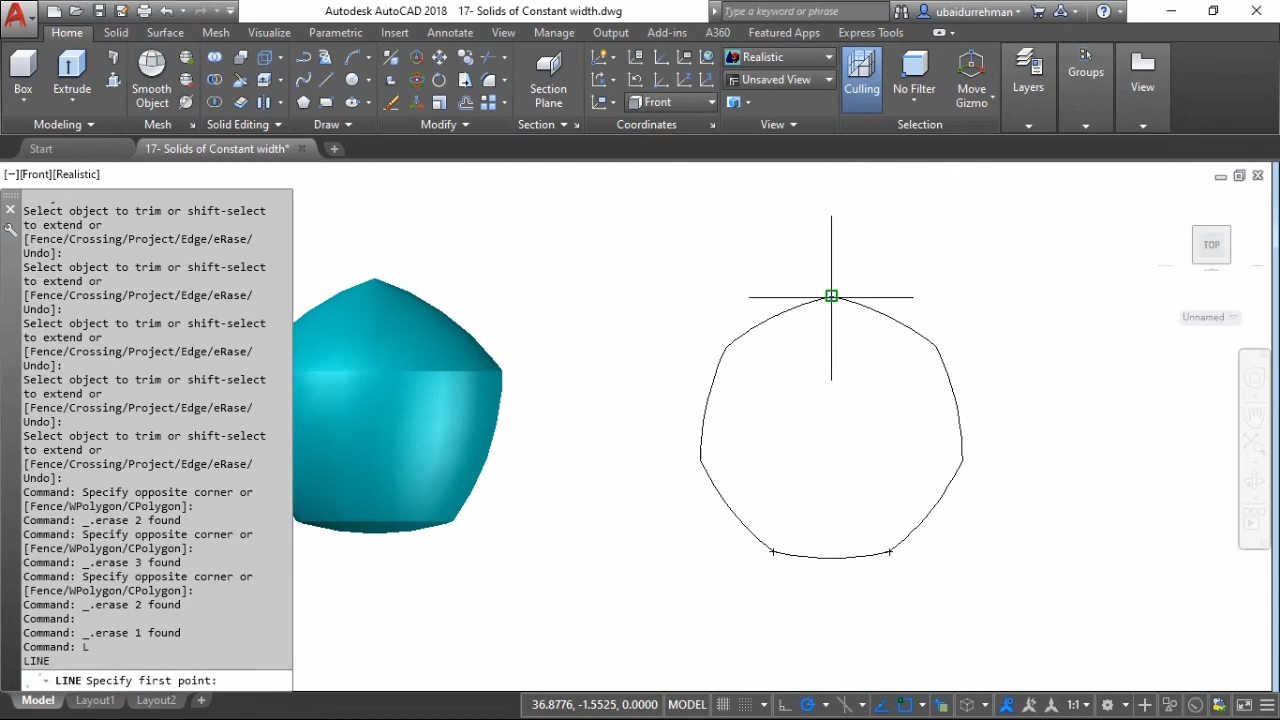 Autodesk AutoCAD 2018 17- Solids of Constant width.dwg
Type a keyword or phrase
ubaidurrehman
Home Solid Surface Mesh Visualize Parametric Insert Annotate View Manage Output Add-ins A360 Featured Apps Express Tools
Box
Extrude
Smooth
Object
Section
Plane
Realistic
Unsaved View
Front
Culling
No Filter
Move
Gizmo
Layers
Groups
View
Modeling Mesh Solid Editing Draw Modify Section Coordinates View Selection
Start 17- Solids of Constant width*
[−][Front][Realistic]
Select object to trim or shift-select
to extend or
[Fence/Crossing/Project/Edge/eRase/
Undo]:
Select object to trim or shift-select
to extend or
[Fence/Crossing/Project/Edge/eRase/
Undo]:
Select object to trim or shift-select
to extend or
[Fence/Crossing/Project/Edge/eRase/
Undo]:
Select object to trim or shift-select
to extend or
[Fence/Crossing/Project/Edge/eRase/
Undo]:
Select object to trim or shift-select
to extend or
[Fence/Crossing/Project/Edge/eRase/
Undo]:
Command: Specify opposite corner or
[Fence/WPolygon/CPolygon]:
Command: _.erase 2 found
Command: Specify opposite corner or
[Fence/WPolygon/CPolygon]:
Command: _.erase 3 found
Command: Specify opposite corner or
[Fence/WPolygon/CPolygon]:
Command: _.erase 2 found
Command:
Command: _.erase 1 found
Command: L
LINE
LINE Specify first point:
TOP
Unnamed
Model Layout1 Layout2
36.8776, -1.5525, 0.0000 MODEL 1:1